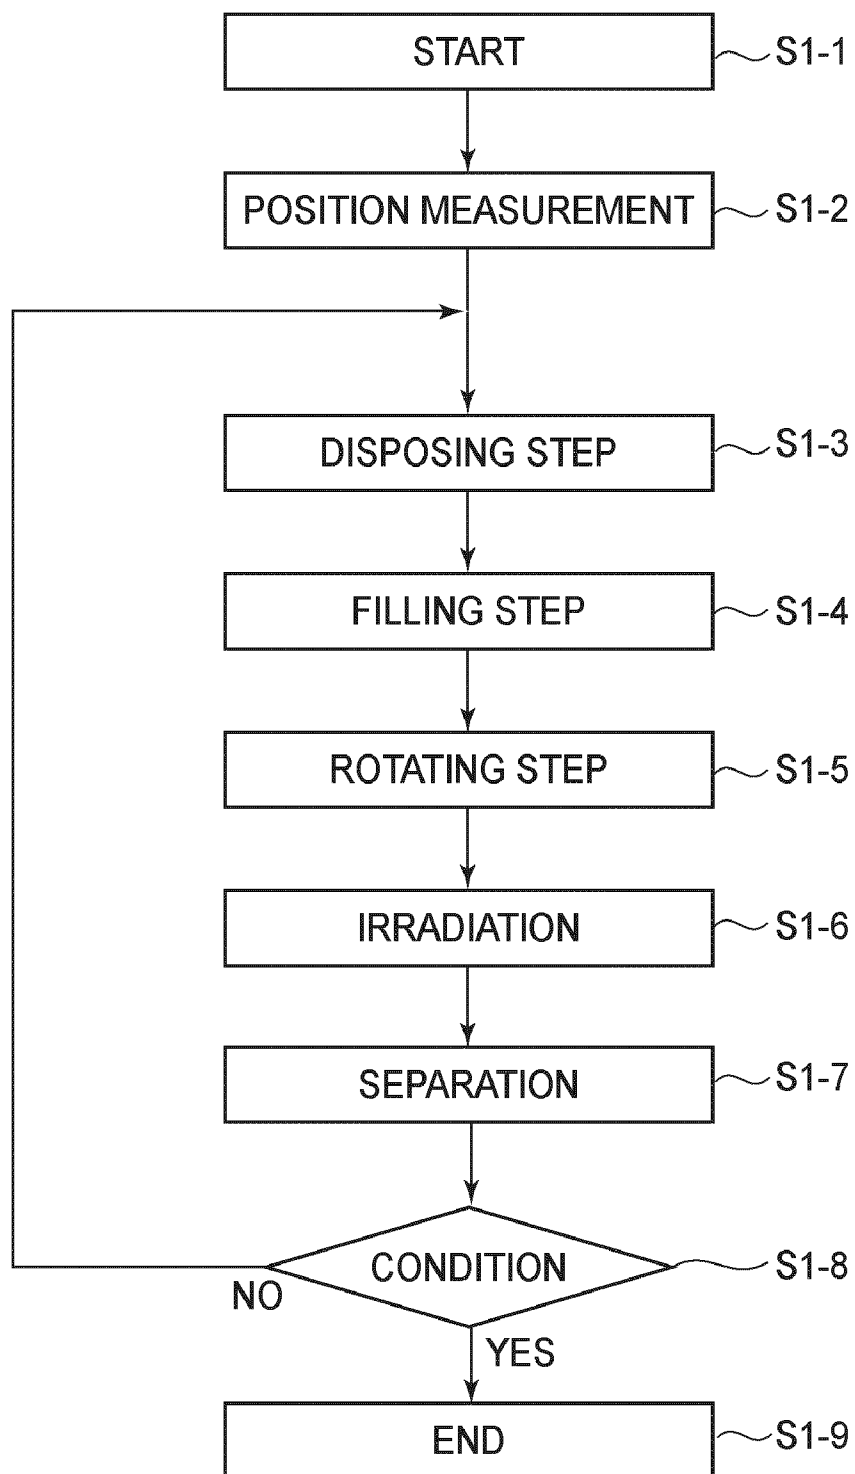 START
S1-1
POSITION MEASUREMENT
S1-2
DISPOSING STEP
S1-3
FILLING STEP
S1-4
ROTATING STEP
S1-5
IRRADIATION
S1-6
SEPARATION
S1-7
CONDITION
S1-8
NO
YES
END
S1-9